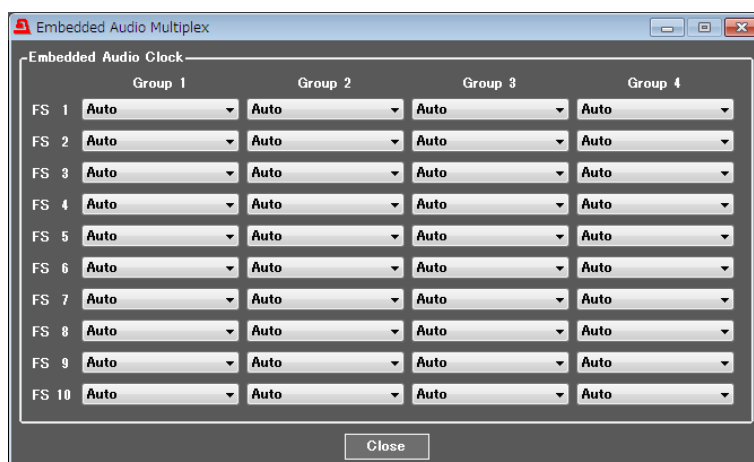 Embedded Audio Multiplex
Embedded Audio Clock
Group 1 Group 2 Group 3 Group 4
FS 1 Auto Auto Auto Auto
FS 2 Auto Auto Auto Auto
FS 3 Auto Auto Auto Auto
FS 4 Auto Auto Auto Auto
FS 5 Auto Auto Auto Auto
FS 6 Auto Auto Auto Auto
FS 7 Auto Auto Auto Auto
FS 8 Auto Auto Auto Auto
FS 9 Auto Auto Auto Auto
FS 10 Auto Auto Auto Auto
Close